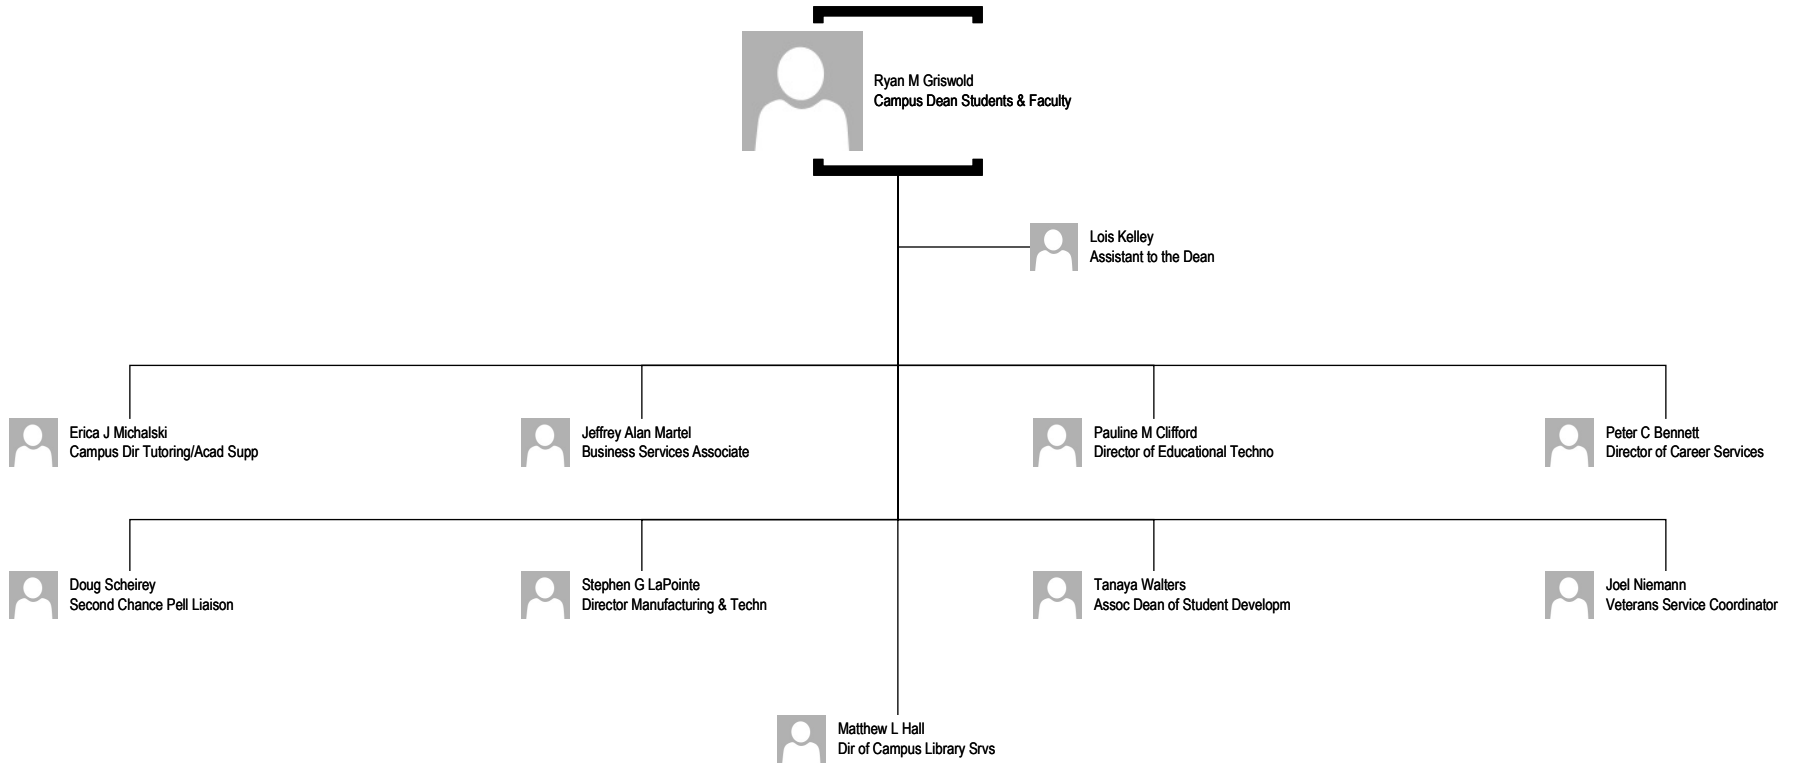 Ryan M Griswold
Campus Dean Students & Faculty
Lois Kelley
Assistant to the Dean
Erica J Michalski
Campus Dir Tutoring/Acad Supp
Jeffrey Alan Martel
Business Services Associate
Pauline M Clifford
Director of Educational Techno
Peter C Bennett
Director of Career Services
Doug Scheirey
Second Chance Pell Liaison
Stephen G LaPointe
Director Manufacturing & Techn
Tanaya Walters
Assoc Dean of Student Developm
Joel Niemann
Veterans Service Coordinator
Matthew L Hall
Dir of Campus Library Srvs